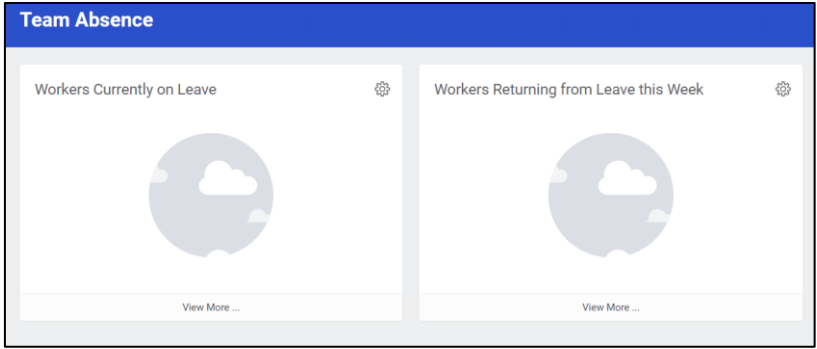 Team Absence
Workers Currently on Leave
Workers Returning from Leave this Week
View More ...
View More ...